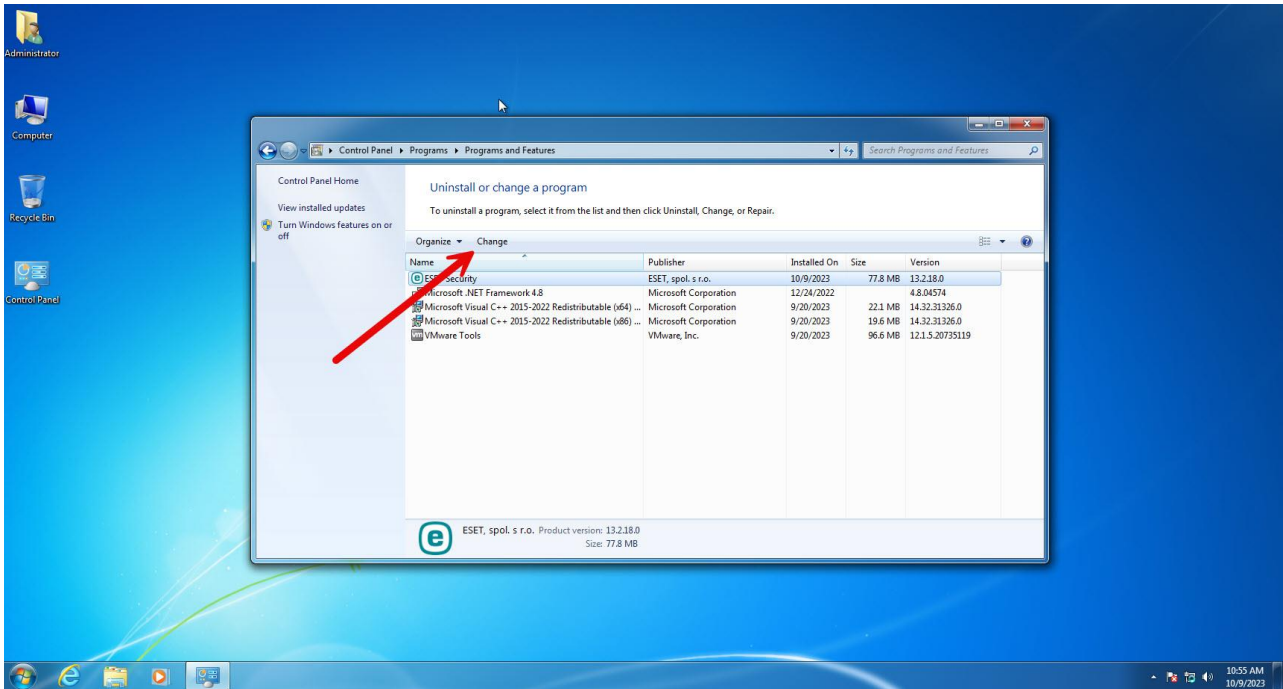 Administrator
Computer
Recycle Bin
Control Panel
Control Panel Programs Programs and Features
Search Programs and Features
Control Panel Home
View installed updates
Turn Windows features on or
off
Uninstall or change a program
To uninstall a program, select it from the list and then click Uninstall, Change, or Repair.
Organize Change
Name Publisher Installed On Size Version
Security ESET, spol. s r.o. 10/9/2023 77.8 MB 13.2.18.0
Microsoft .NET Framework 4.8 Microsoft Corporation 12/24/2022 4.8.04574
Microsoft Visual C++ 2015-2022 Redistributable (x64) ... Microsoft Corporation 9/20/2023 22.1 MB 14.32.31326.0
Microsoft Visual C++ 2015-2022 Redistributable (x86) ... Microsoft Corporation 9/20/2023 19.6 MB 14.32.31326.0
VMware Tools VMware, Inc. 9/20/2023 96.6 MB 12.1.5.20735119
ESET, spol. s r.o. Product version: 13.2.18.0
Size: 77.8 MB
10:55 AM
10/9/2023